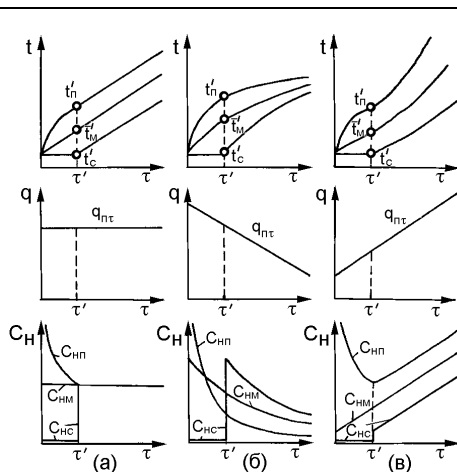 t t t
t′п t′п t′п
t̄′м t̄′м t̄′м
t′с t′с t′с
τ′ τ τ′ τ τ′ τ
q q q
qпτ qпτ qпτ
τ′ τ τ′ τ τ′ τ
Cн Cн Cн
Cнп Cнп Cнп
Cнм Cнм Cнм
Cнс Cнс Cнс
τ′ τ τ′ τ τ′ τ
(а) (б) (в)